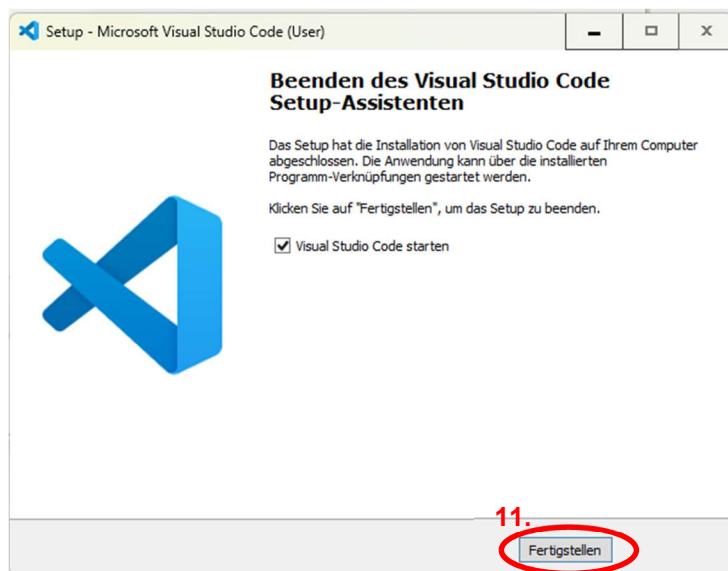 Setup - Microsoft Visual Studio Code (User)
Beenden des Visual Studio Code
Setup-Assistenten
Das Setup hat die Installation von Visual Studio Code auf Ihrem Computer
abgeschlossen. Die Anwendung kann über die installierten
Programm-Verknüpfungen gestartet werden.
Klicken Sie auf "Fertigstellen", um das Setup zu beenden.
Visual Studio Code starten
11.
Fertigstellen